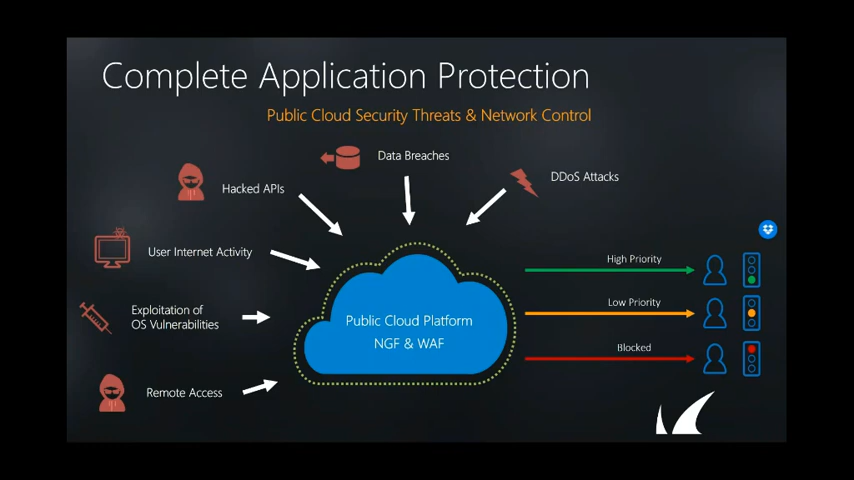 Complete Application Protection
Public Cloud Security Threats & Network Control
Data Breaches
Hacked APIs
DDoS Attacks
User Internet Activity
Exploitation of
OS Vulnerabilities
Remote Access
Public Cloud Platform
NGF & WAF
High Priority
Low Priority
Blocked